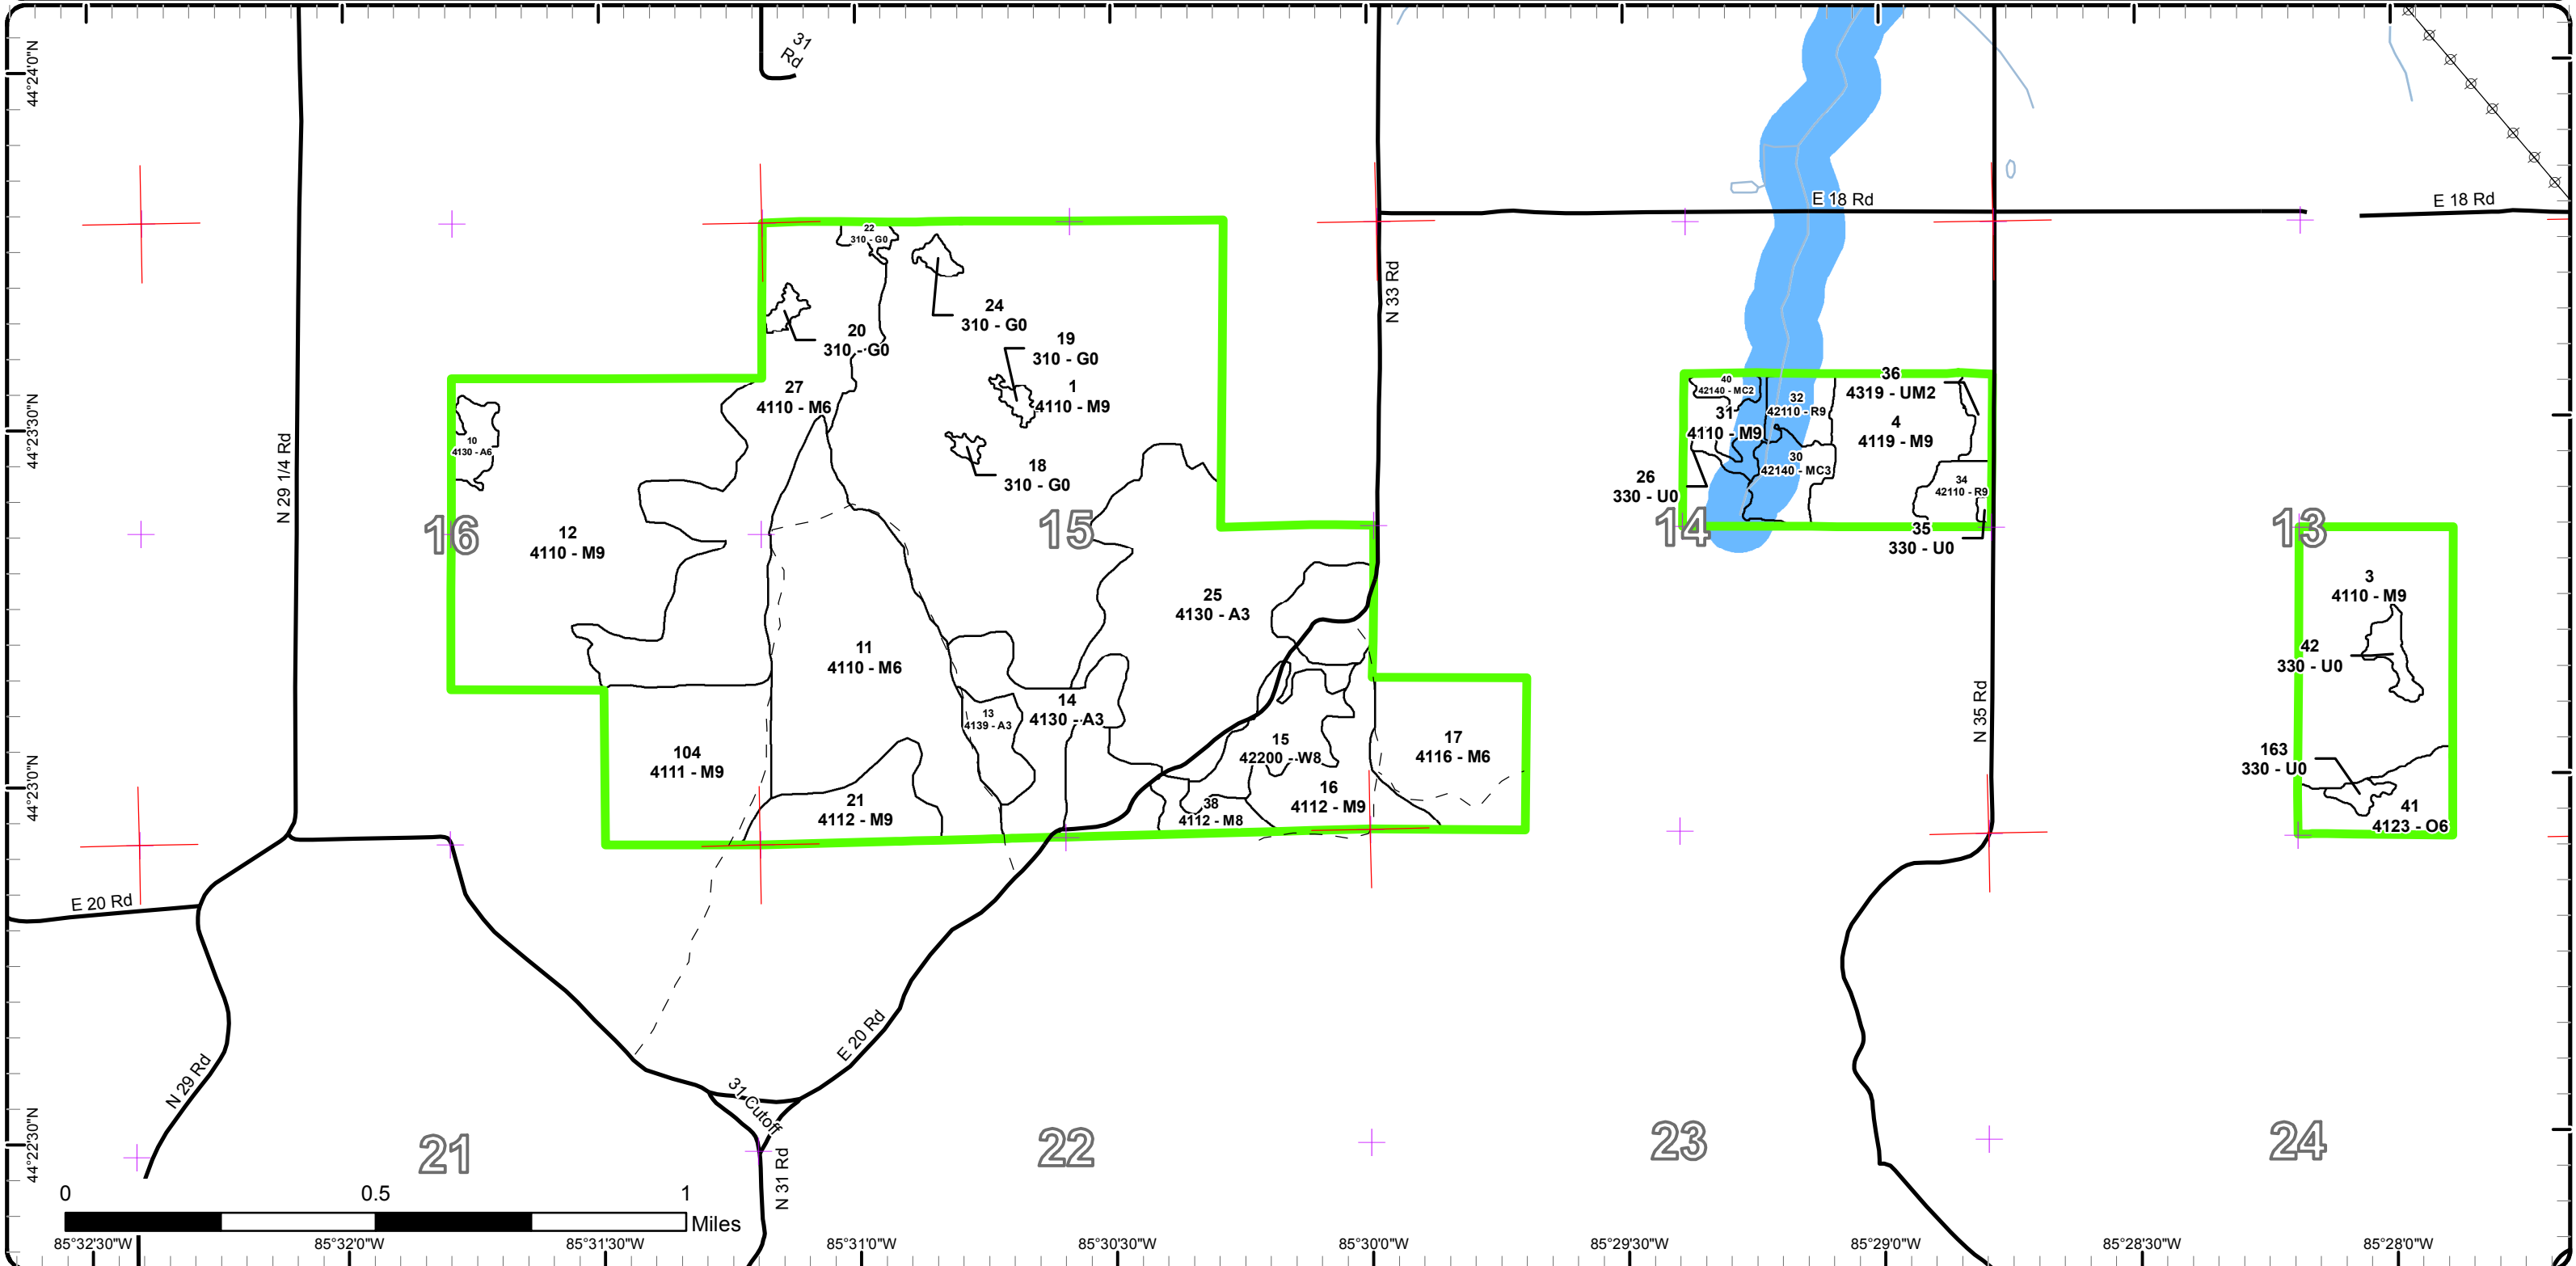 31
Rd
44°24'0"N
E 18 Rd
E 18 Rd
22
310 - G0
N 33 Rd
24
310 - G0
20
310 - G0
19
310 - G0
27
4110 - M6
1
4110 - M9
36
4319 - UM2
40
42140 - MC2
32
42110 - R9
31
4110 - M9
4
4119 - M9
44°23'30"N
N 29 1/4 Rd
10
4130 - A6
18
310 - G0
30
42140 - MC3
26
330 - U0
34
42110 - R9
16
15
14
13
35
330 - U0
12
4110 - M9
3
4110 - M9
25
4130 - A3
11
4110 - M6
42
330 - U0
14
4130 - A3
13
4139 - A3
N 35 Rd
15
42200 - W8
17
4116 - M6
104
4111 - M9
163
330 - U0
44°23'0"N
16
4112 - M9
21
4112 - M9
38
4112 - M8
41
4123 - O6
E 20 Rd
E 20 Rd
N 29 Rd
31 Cutoff
44°22'30"N
21
22
23
24
N 31 Rd
0
0.5
1
Miles
85°32'30"W
85°32'0"W
85°31'30"W
85°31'0"W
85°30'30"W
85°30'0"W
85°29'30"W
85°29'0"W
85°28'30"W
85°28'0"W